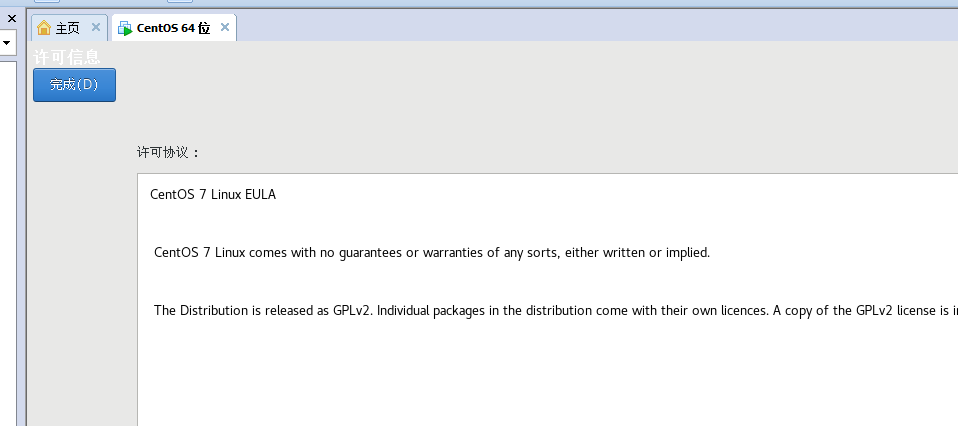 主页
CentOS 64 位
许可信息
完成(D)
许可协议：
CentOS 7 Linux EULA
CentOS 7 Linux comes with no guarantees or warranties of any sorts, either written or implied.
The Distribution is released as GPLv2. Individual packages in the distribution come with their own licences. A copy of the GPLv2 license is